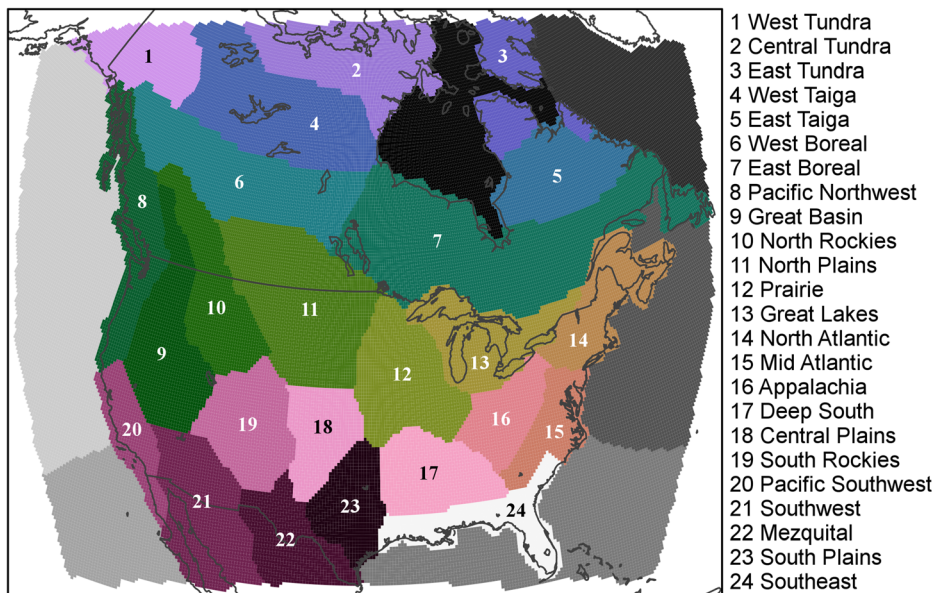 1
2
3
4
5
6
7
8
9
10
11
12
13
14
15
16
17
18
19
20
21
22
23
24
1 West Tundra
2 Central Tundra
3 East Tundra
4 West Taiga
5 East Taiga
6 West Boreal
7 East Boreal
8 Pacific Northwest
9 Great Basin
10 North Rockies
11 North Plains
12 Prairie
13 Great Lakes
14 North Atlantic
15 Mid Atlantic
16 Appalachia
17 Deep South
18 Central Plains
19 South Rockies
20 Pacific Southwest
21 Southwest
22 Mezquital
23 South Plains
24 Southeast